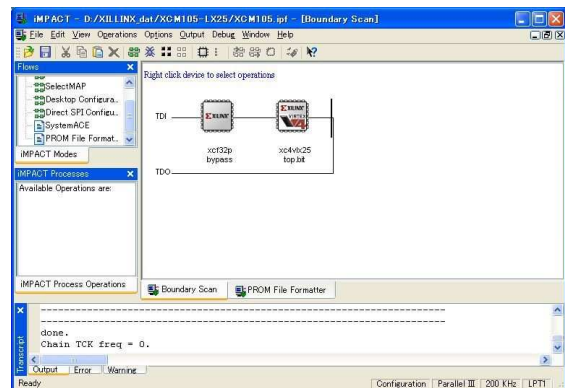 iMPACT - D:/XILLINX_dat/XCM105-LX25/XCM105.ipf - [Boundary Scan]
File Edit View Operations Options Output Debug Window Help
Flows
SelectMAP
Desktop Configura..
Direct SPI Configu..
SystemACE
PROM File Format..
iMPACT Modes
iMPACT Processes
Available Operations are:
iMPACT Process Operations
Right click device to select operations
TDI
XILINX
XILINX
xcf32p
bypass
xc4vlx25
top.bit
TDO
Boundary Scan
PROM File Formatter
done.
Chain TCK freq = 0.
Transcript
Output Error Warning
Ready
Configuration Parallel III 200 KHz LPT1